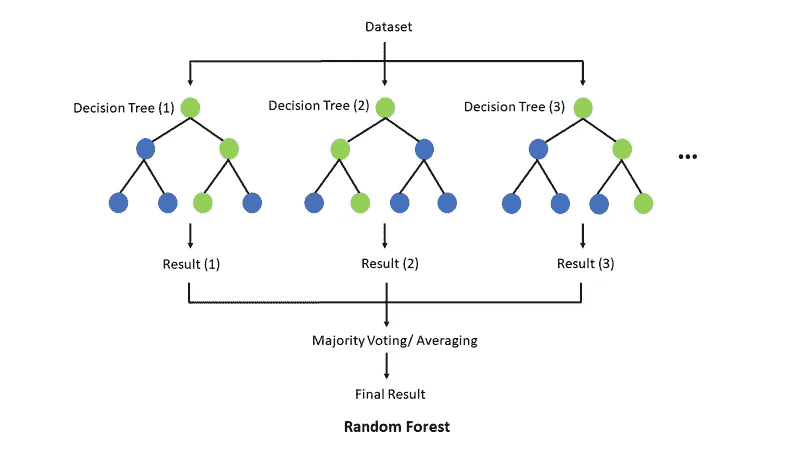 Dataset
Decision Tree (1)
Decision Tree (2)
Decision Tree (3)
...
Result (1)
Result (2)
Result (3)
Majority Voting/ Averaging
Final Result
Random Forest